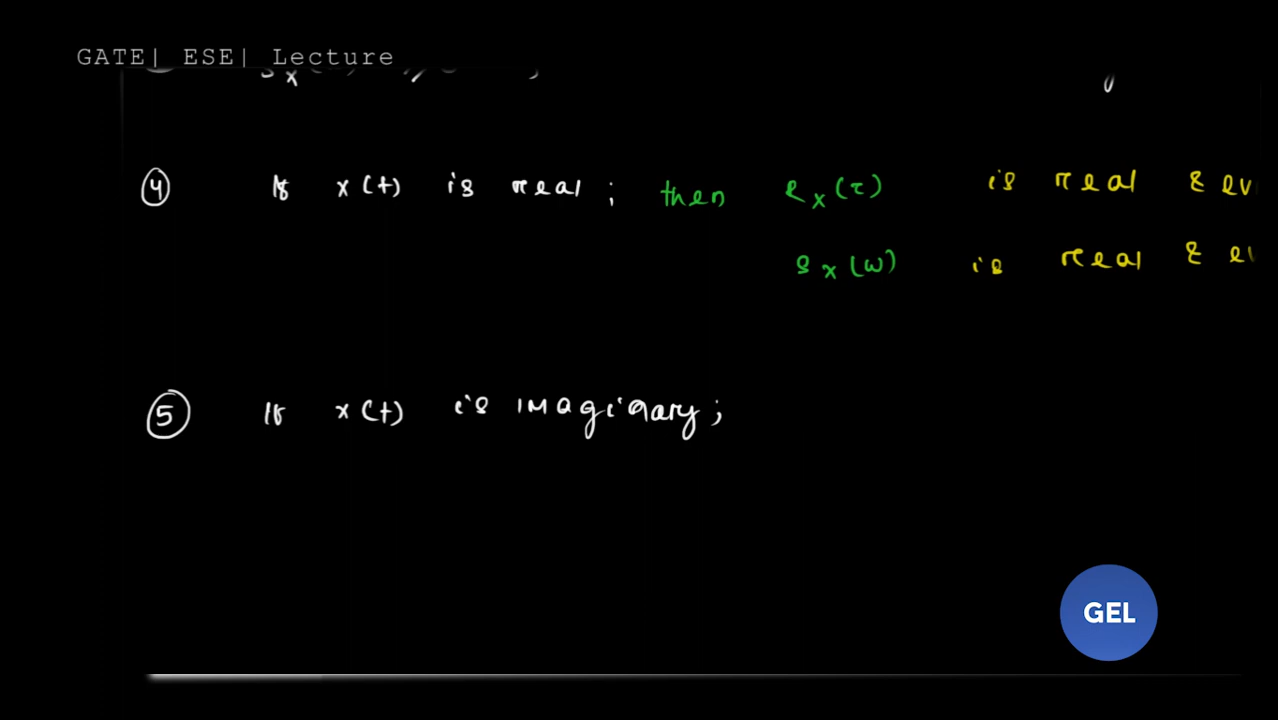 GATE| ESE| Lecture
④ If x(t) is real ; then Rx(τ) is real & ev
Sx(ω) is real & ev
⑤ If x(t) is imaginary ;
GEL